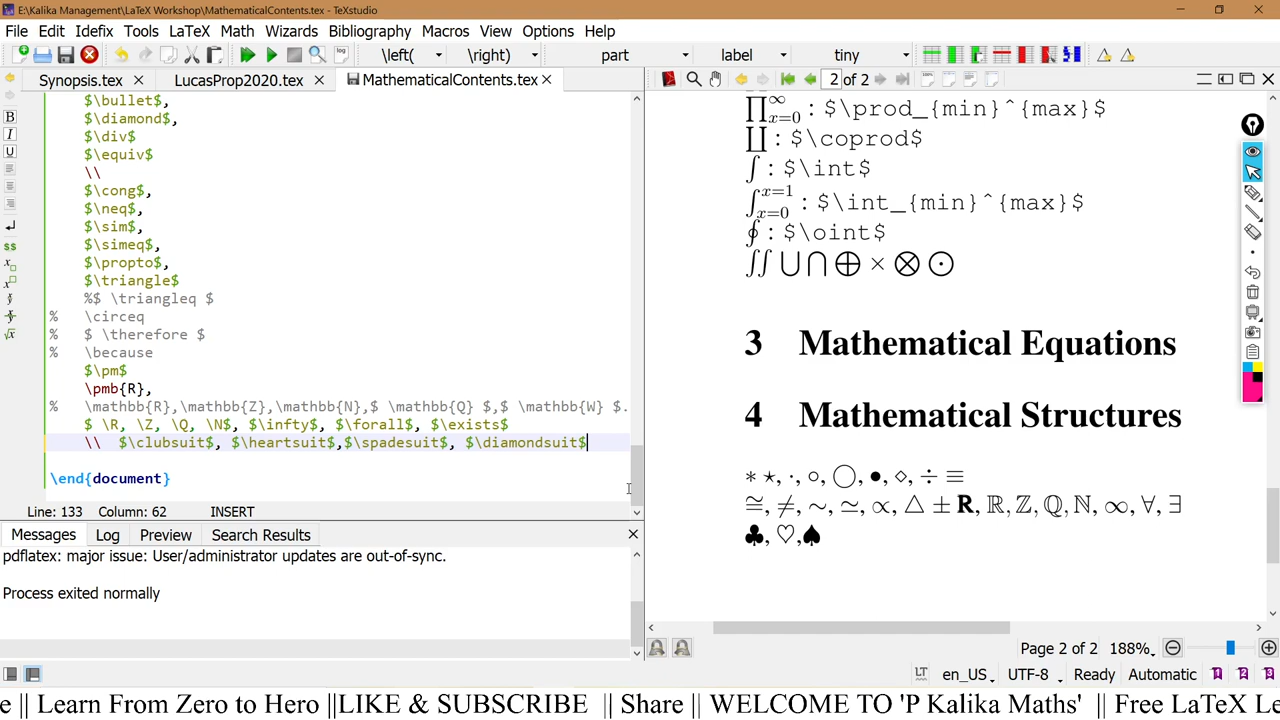 E:\Kalika Management\LaTeX Workshop\MathematicalContents.tex - TeXstudio
File Edit Idefix Tools LaTeX Math Wizards Bibliography Macros View Options Help
\left( \right) part label tiny
Synopsis.tex LucasProp2020.tex MathematicalContents.tex
2 of 2
$\bullet$,
$\diamond$,
$\div$
$\equiv$
\\
$\cong$,
$\neq$,
$\sim$,
$\simeq$,
$\propto$,
$\triangle$
%$ \triangleq $
% \circeq
% $ \therefore $
% \because
$\pm$
\pmb{R},
% \mathbb{R},\mathbb{Z},\mathbb{N},$ \mathbb{Q} $,$ \mathbb{W} $.
$ \R, \Z, \Q, \N$, $\infty$, $\forall$, $\exists$
\\ $\clubsuit$, $\heartsuit$,$\spadesuit$, $\diamondsuit$
\end{document}
Line: 133 Column: 62 INSERT
Messages Log Preview Search Results
pdflatex: major issue: User/administrator updates are out-of-sync.
Process exited normally
∏∞x=0 : $\prod_{min}^{max}$
∐ : $\coprod$
∫ : $\int$
∫x=1x=0 : $\int_{min}^{max}$
∮ : $\oint$
∬ ⋃ ⋂ ⊕ × ⊗ ⊙
3 Mathematical Equations
4 Mathematical Structures
∗ ⋆, ·, ∘, ◯, •, ⋄, ÷ ≡
≅, ≠, ∼, ≃, ∝, △ ± R, ℝ, ℤ, ℚ, ℕ, ∞, ∀, ∃
♣, ♡,♠
Page 2 of 2 188%
en_US UTF-8 Ready Automatic
e || Learn From Zero to Hero ||LIKE & SUBSCRIBE || Share || WELCOME TO 'P Kalika Maths' || Free LaTeX Le